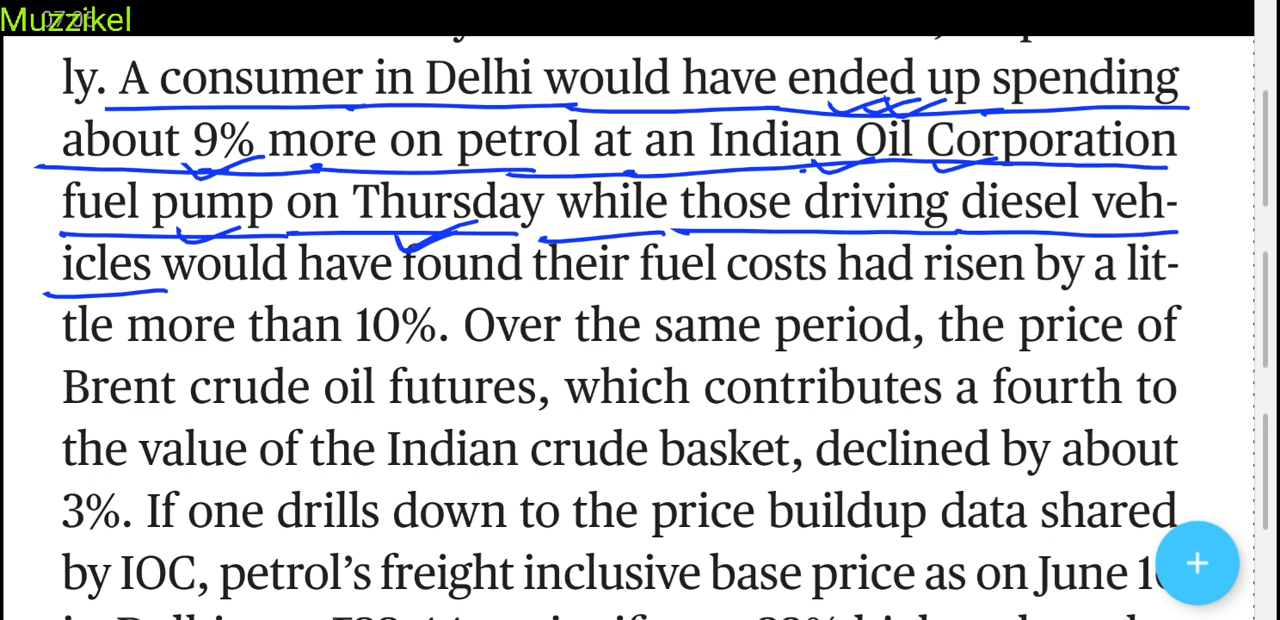 Muzzikel
ly. A consumer in Delhi would have ended up spending
about 9% more on petrol at an Indian Oil Corporation
fuel pump on Thursday while those driving diesel veh-
icles would have found their fuel costs had risen by a lit-
tle more than 10%. Over the same period, the price of
Brent crude oil futures, which contributes a fourth to
the value of the Indian crude basket, declined by about
3%. If one drills down to the price buildup data shared
by IOC, petrol's freight inclusive base price as on June
+